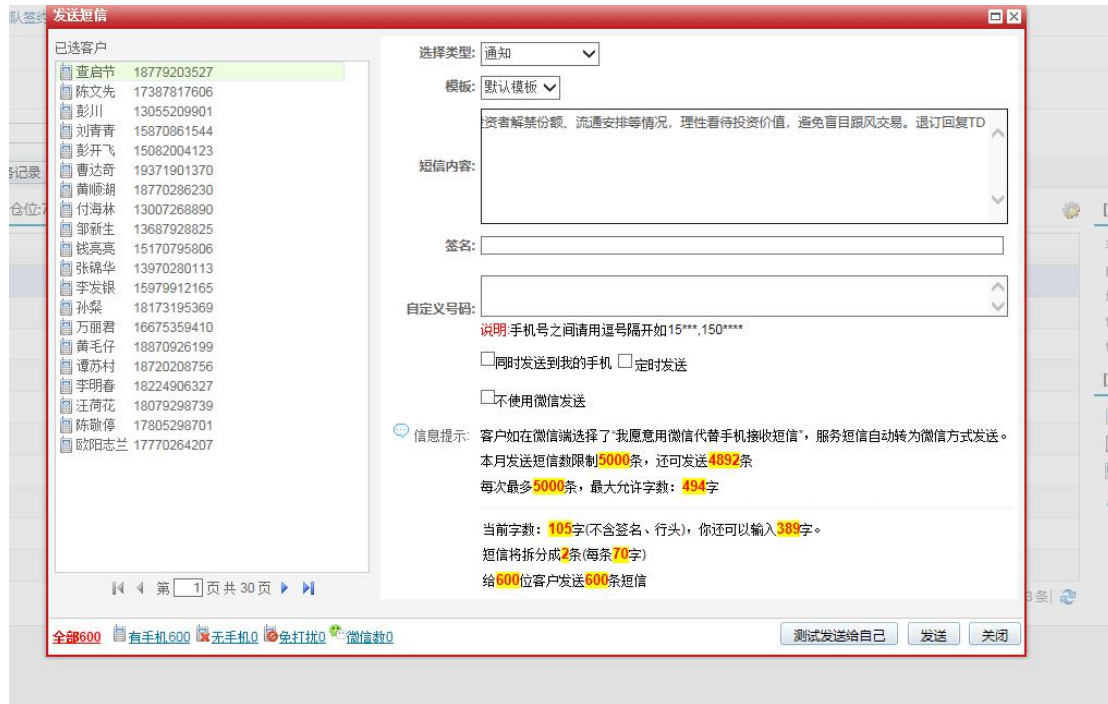 队签约
发送短信
已选客户
查启节 18779203527
陈文先 17387817606
彭川 13055209901
刘青青 15870861544
彭开飞 15082004123
曹达奇 19371901370
黄顺湖 18770286230
付海林 13007268890
邹新生 13687928825
钱亮亮 15170795806
张锦华 13970280113
李发银 15979912165
孙粲 18173195369
万丽君 16675359410
黄毛仔 18870926199
谭苏村 18720208756
李明春 18224906327
汪荷花 18079298739
陈敬停 17805298701
欧阳志兰 17770264207
第 1 页共 30 页
选择类型: 通知
模板: 默认模板
短信内容:
资者解禁份额、流通安排等情况，理性看待投资价值，避免盲目跟风交易。退订回复TD
签名:
自定义号码:
说明:手机号之间请用逗号隔开如15***,150****
同时发送到我的手机 定时发送
不使用微信发送
信息提示: 客户如在微信端选择了“我愿意用微信代替手机接收短信”，服务短信自动转为微信方式发送。
本月发送短信数限制5000条，还可发送4892条
每次最多5000条，最大允许字数：494字
当前字数：105字(不含签名、行头)，你还可以输入389字。
短信将拆分成2条(每条70字)
给600位客户发送600条短信
全部600 有手机600 无手机0 免打扰0 微信数0
测试发送给自己 发送 关闭
记录
仓位:
3条